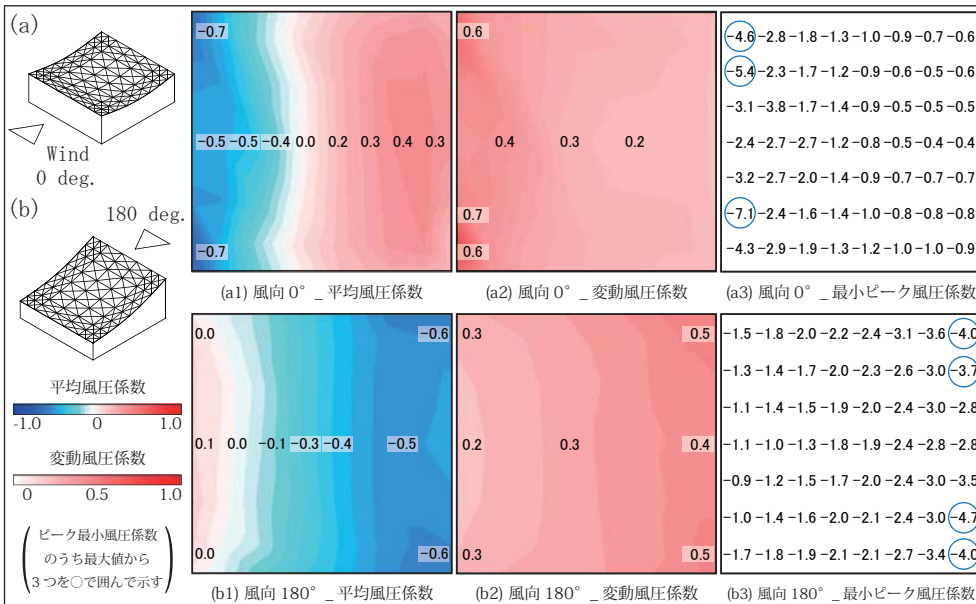 (a)
Wind
0 deg.
(b)
180 deg.
平均風圧係数
-1.0 0 1.0
変動風圧係数
0 0.5 1.0
ピーク最小風圧係数
のうち最大値から
3つを○で囲んで示す
-0.7
-0.5 -0.5 -0.4 0.0 0.2 0.3 0.4 0.3
-0.7
(a1) 風向 0°_平均風圧係数
0.6
0.4 0.3 0.2
0.7
0.6
(a2) 風向 0°_変動風圧係数
-4.6 -2.8 -1.8 -1.3 -1.0 -0.9 -0.7 -0.6
-5.4 -2.3 -1.7 -1.2 -0.9 -0.6 -0.5 -0.6
-3.1 -3.8 -1.7 -1.4 -0.9 -0.5 -0.5 -0.5
-2.4 -2.7 -2.7 -1.2 -0.8 -0.5 -0.4 -0.4
-3.2 -2.7 -2.0 -1.4 -0.9 -0.7 -0.7 -0.7
-7.1 -2.4 -1.6 -1.4 -1.0 -0.8 -0.8 -0.8
-4.3 -2.9 -1.9 -1.3 -1.2 -1.0 -1.0 -0.9
(a3) 風向 0°_最小ピーク風圧係数
0.0 -0.6
0.1 0.0 -0.1 -0.3 -0.4 -0.5
0.0 -0.6
(b1) 風向 180°_平均風圧係数
0.3 0.5
0.2 0.3 0.4
0.3 0.5
(b2) 風向 180°_変動風圧係数
-1.5 -1.8 -2.0 -2.2 -2.4 -3.1 -3.6 -4.0
-1.3 -1.4 -1.7 -2.0 -2.3 -2.6 -3.0 -3.7
-1.1 -1.4 -1.5 -1.9 -2.0 -2.4 -3.0 -2.8
-1.1 -1.0 -1.3 -1.8 -1.9 -2.4 -2.8 -2.8
-0.9 -1.2 -1.5 -1.7 -2.0 -2.4 -3.0 -3.5
-1.0 -1.4 -1.6 -2.0 -2.1 -2.4 -3.0 -4.7
-1.7 -1.8 -1.9 -2.1 -2.1 -2.7 -3.4 -4.0
(b3) 風向 180°_最小ピーク風圧係数